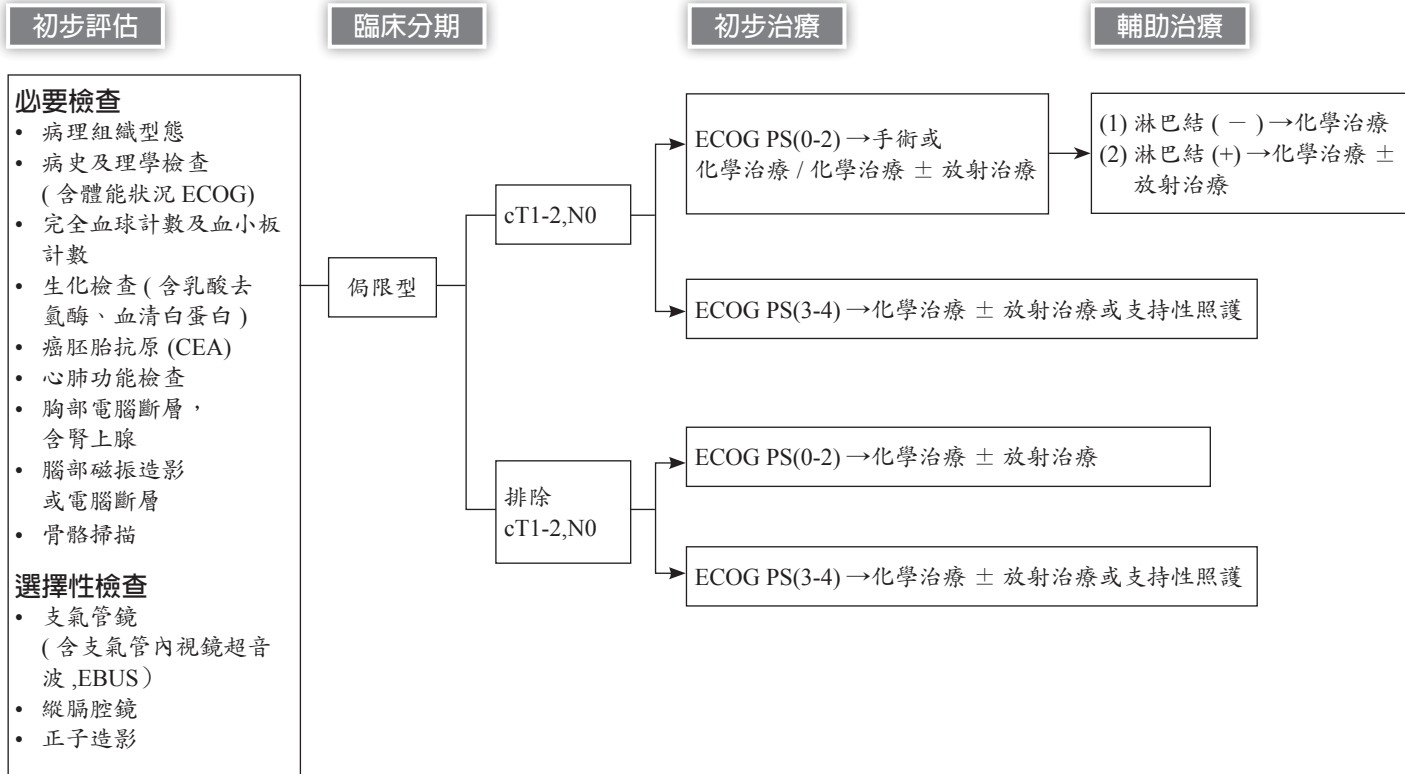 初步評估
臨床分期
初步治療
輔助治療
必要檢查
• 病理組織型態
• 病史及理學檢查
( 含體能狀況 ECOG)
• 完全血球計數及血小板
計數
• 生化檢查 ( 含乳酸去
氫酶、血清白蛋白 )
• 癌胚胎抗原 (CEA)
• 心肺功能檢查
• 胸部電腦斷層，
含腎上腺
• 腦部磁振造影
或電腦斷層
• 骨骼掃描
選擇性檢查
• 支氣管鏡
( 含支氣管內視鏡超音
波 ,EBUS）
• 縱膈腔鏡
• 正子造影
侷限型
cT1-2,N0
ECOG PS(0-2) →手術或
化學治療 / 化學治療 ± 放射治療
(1) 淋巴結 ( － ) →化學治療
(2) 淋巴結 (+) →化學治療 ±
放射治療
ECOG PS(3-4) →化學治療 ± 放射治療或支持性照護
排除
cT1-2,N0
ECOG PS(0-2) →化學治療 ± 放射治療
ECOG PS(3-4) →化學治療 ± 放射治療或支持性照護